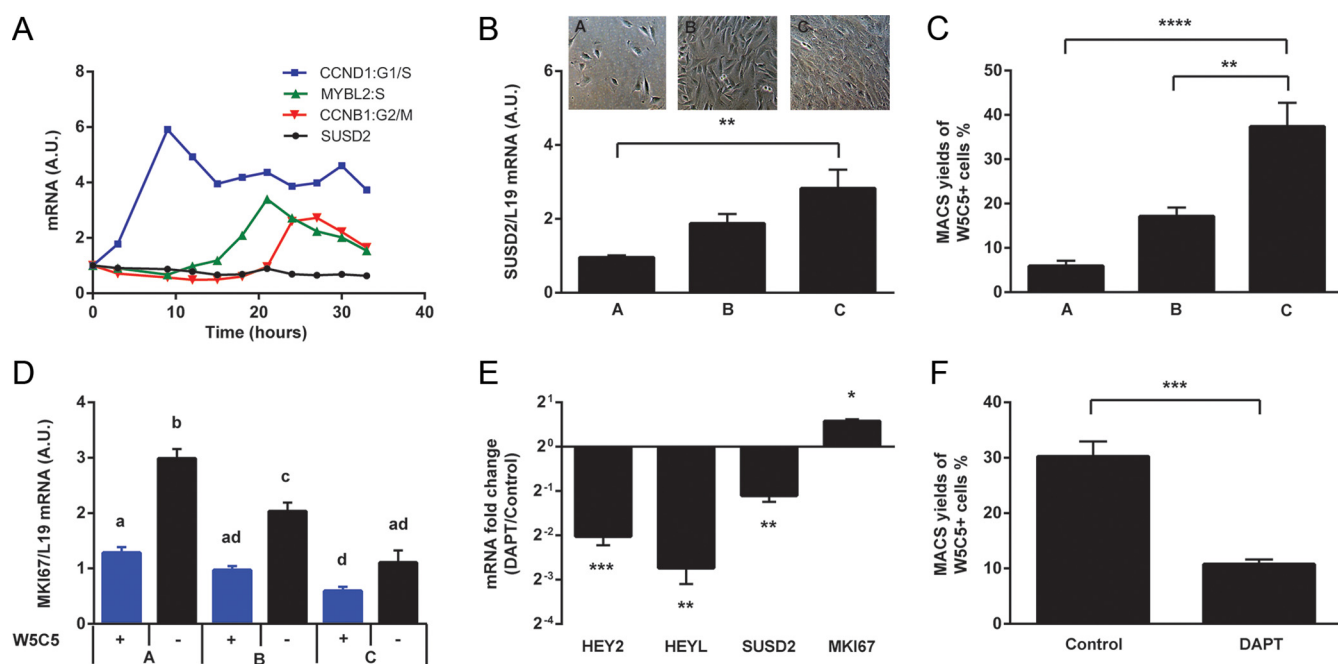 A
mRNA (A.U.)
8
6
4
2
0
0 10 20 30 40
Time (hours)
CCND1:G1/S
MYBL2:S
CCNB1:G2/M
SUSD2
B
A B C
SUSD2/L19 mRNA (A.U.)
6
4
2
0
**
A B C
C
MACS yields of
W5C5+ cells %
50
40
30
20
10
0
****
**
A B C
D
MKI67/L19 mRNA (A.U.)
4
3
2
1
0
a b ad c d ad
W5C5 + - + - + -
A B C
E
mRNA fold change
(DAPT/Control)
2^1
2^0
2^-1
2^-2
2^-3
2^-4
*
**
***
**
HEY2 HEYL SUSD2 MKI67
F
MACS yields of
W5C5+ cells %
40
30
20
10
0
***
Control DAPT